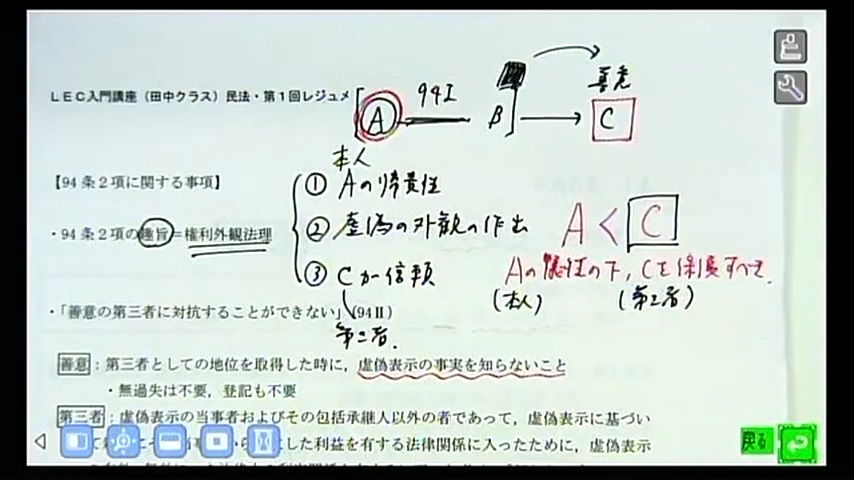 LEC入門講座(田中クラス)民法・第1回レジュメ
A 94Ⅰ B 善意 C
本人
【94条2項に関する事項】
① Aの帰責性
・94条2項の趣旨=権利外観法理
② 虚偽の外観の作出
A < C
③ Cが信頼
Aの犠牲の下,Cを保護すべき.
(本人) (第三者)
・「善意の第三者に対抗することができない」(94Ⅱ)
第三者.
善意:第三者としての地位を取得した時に,虚偽表示の事実を知らないこと
・無過失は不要,登記も不要
第三者:虚偽表示の当事者およびその包括承継人以外の者であって,虚偽表示に基づい
した利益を有する法律関係に入ったために,虚偽表示
戻る